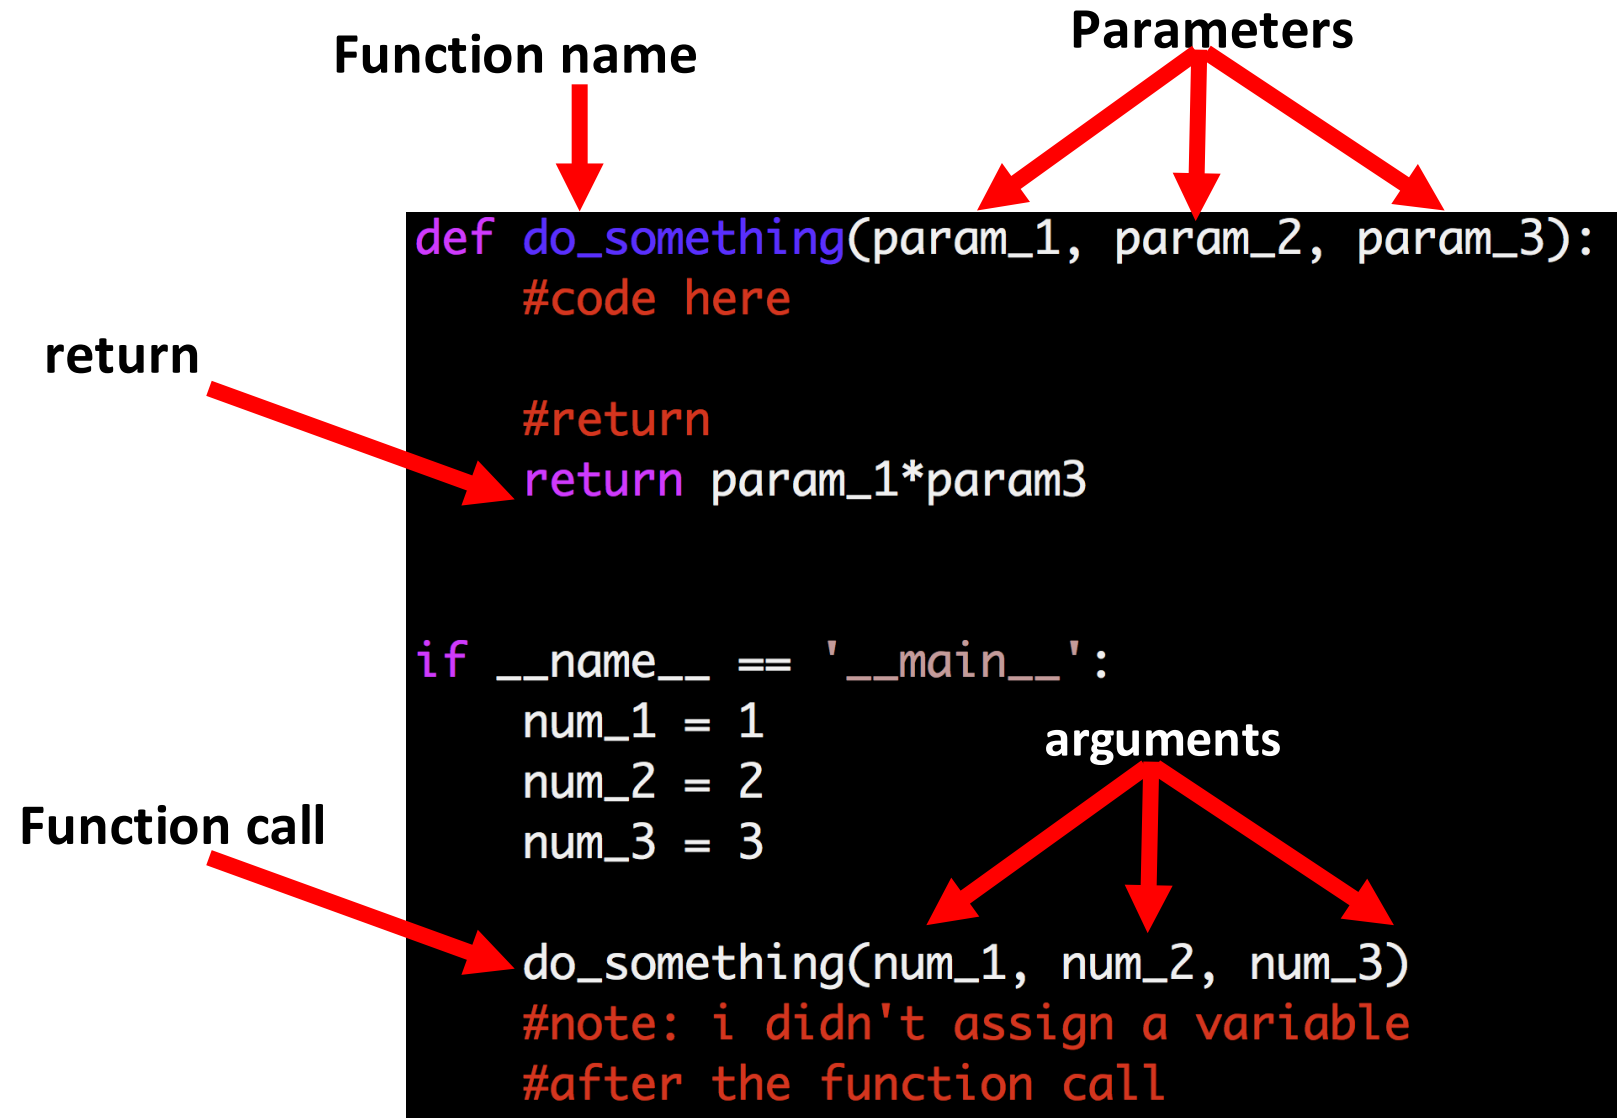 Function name
Parameters
def do_something(param_1, param_2, param_3):
#code here
return
#return
return param_1*param3
if __name__ == '__main__':
num_1 = 1
arguments
num_2 = 2
Function call
num_3 = 3
do_something(num_1, num_2, num_3)
#note: i didn't assign a variable
#after the function call